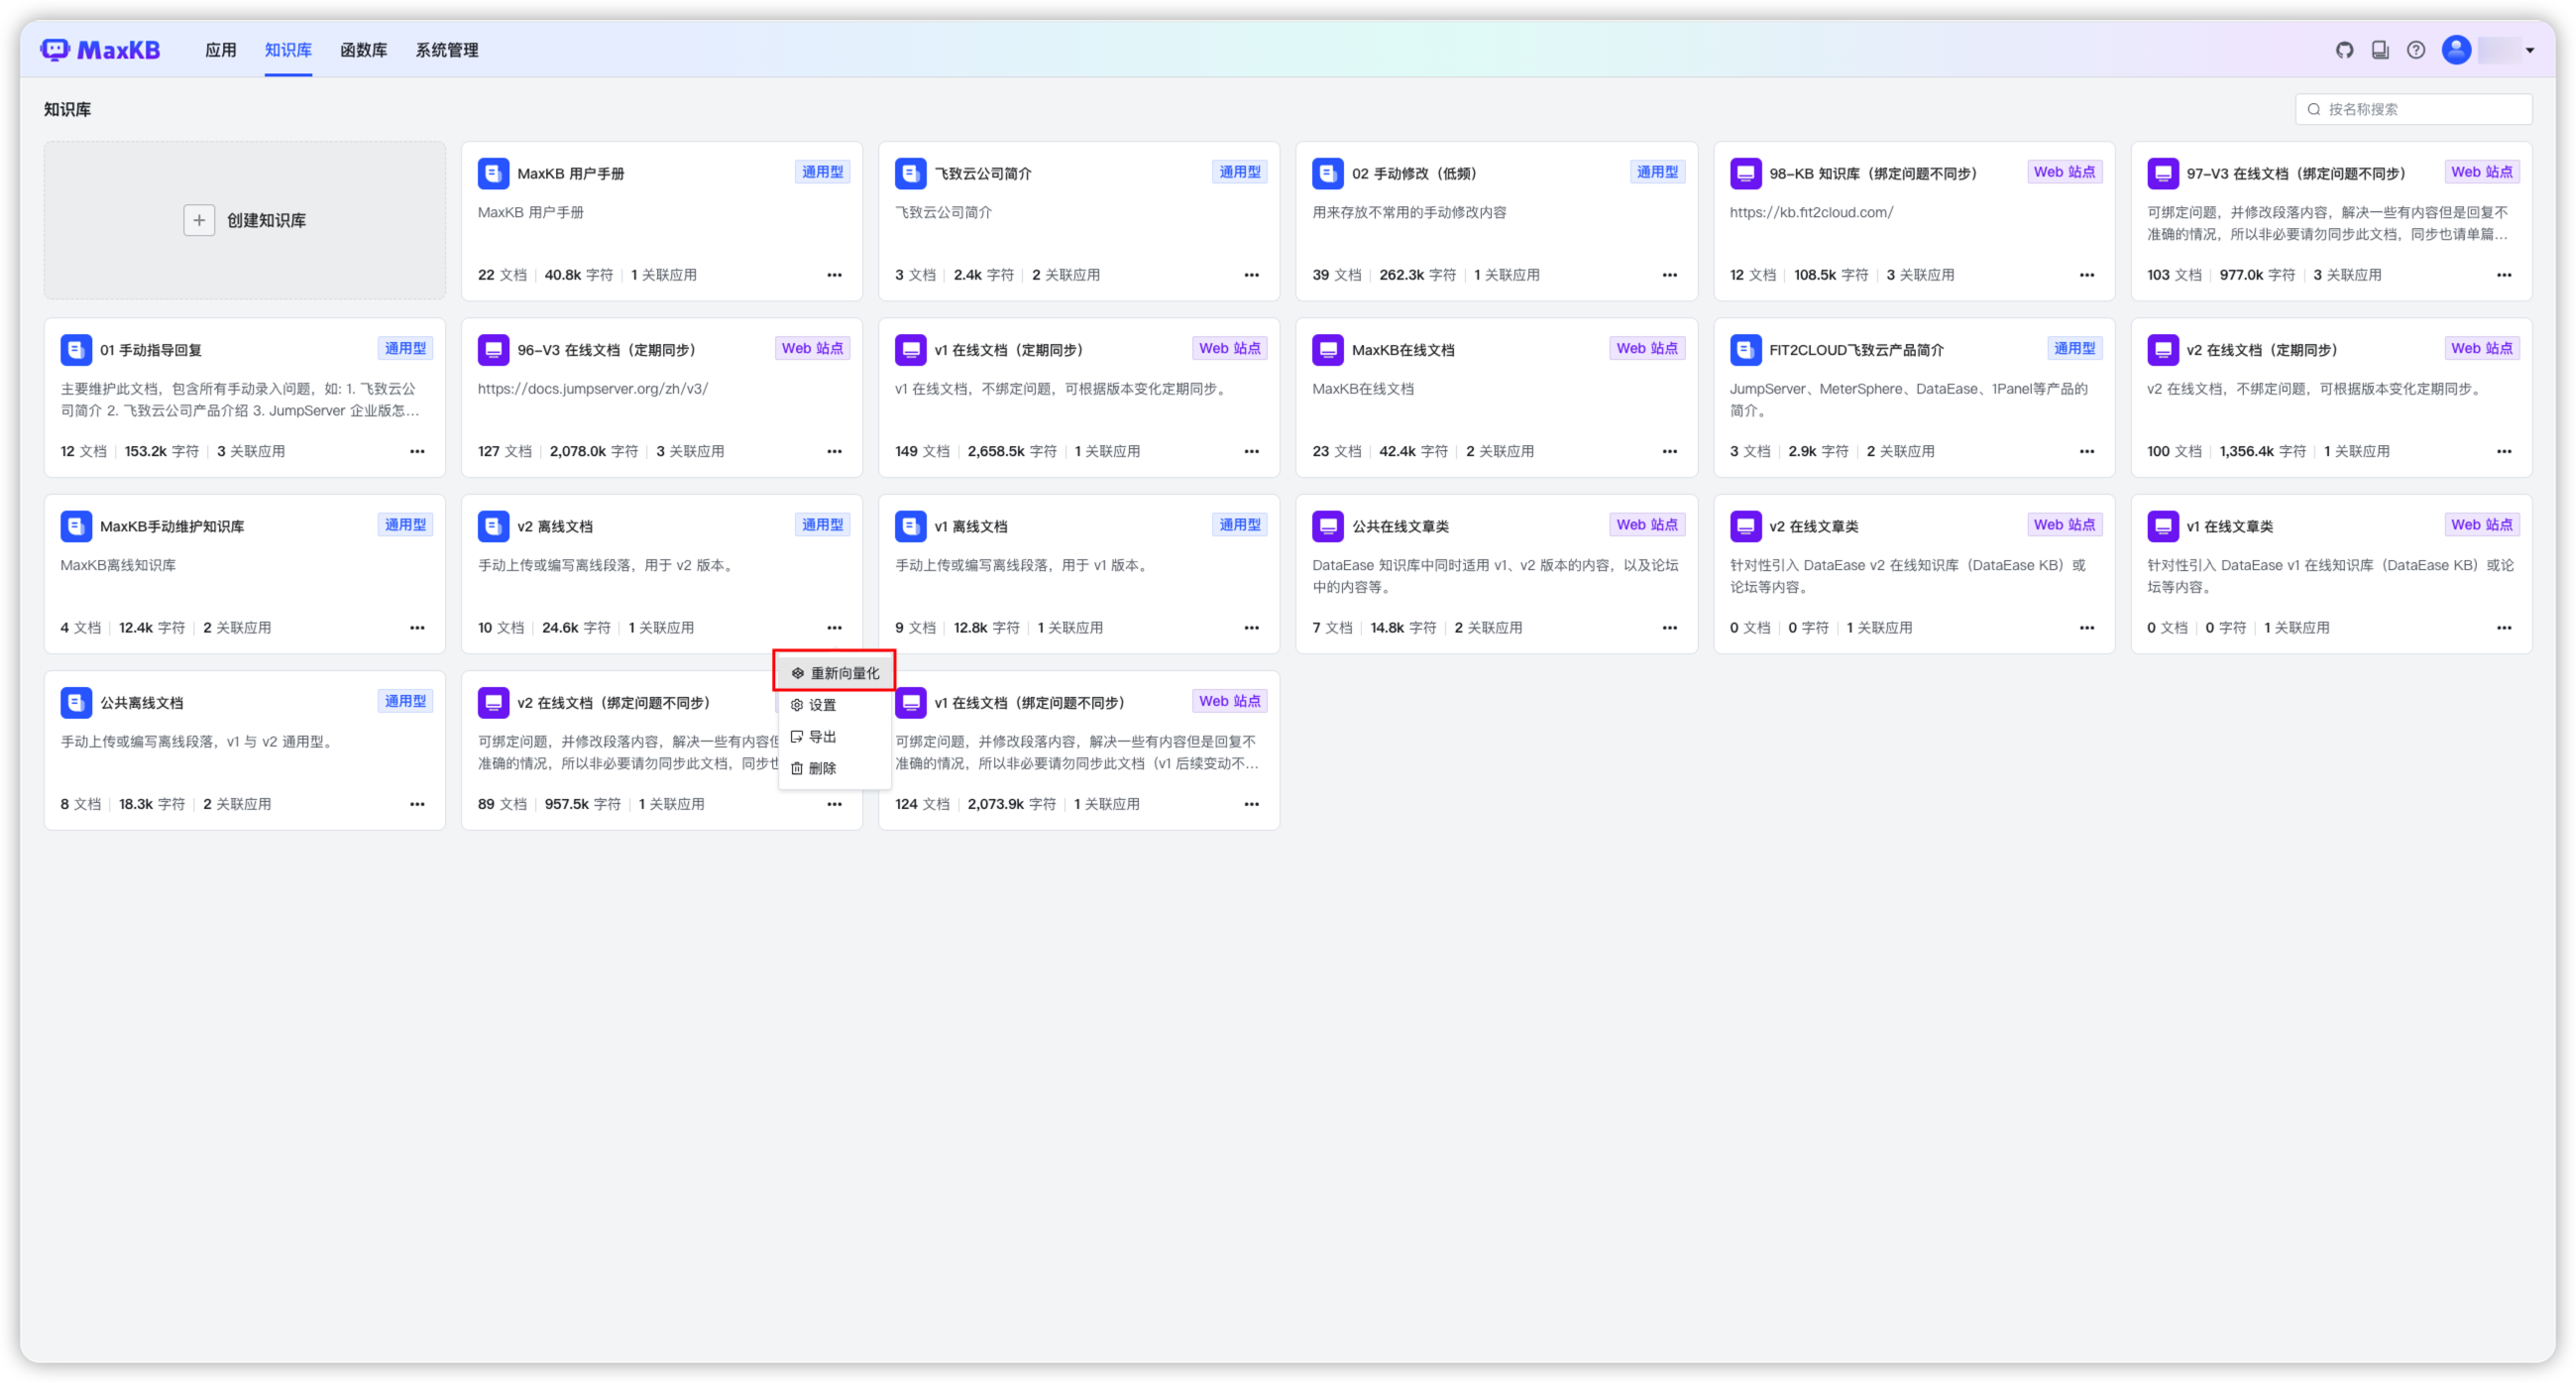 MaxKB
应用 知识库 函数库 系统管理
知识库
按名称搜索
创建知识库
MaxKB 用户手册
通用型
MaxKB 用户手册
22 文档 40.8k 字符 1 关联应用
飞致云公司简介
通用型
飞致云公司简介
3 文档 2.4k 字符 2 关联应用
02 手动修改（低频）
通用型
用来存放不常用的手动修改内容
39 文档 262.3k 字符 1 关联应用
98-KB 知识库（绑定问题不同步）
Web 站点
https://kb.fit2cloud.com/
12 文档 108.5k 字符 3 关联应用
97-V3 在线文档（绑定问题不同步）
Web 站点
可绑定问题，并修改段落内容，解决一些有内容但是回复不
准确的情况，所以非必要请勿同步此文档，同步也请单篇...
103 文档 977.0k 字符 3 关联应用
01 手动指导回复
通用型
主要维护此文档，包含所有手动录入问题，如: 1. 飞致云公
司简介 2. 飞致云公司产品介绍 3. JumpServer 企业版怎...
12 文档 153.2k 字符 3 关联应用
96-V3 在线文档（定期同步）
Web 站点
https://docs.jumpserver.org/zh/v3/
127 文档 2,078.0k 字符 3 关联应用
v1 在线文档（定期同步）
Web 站点
v1 在线文档，不绑定问题，可根据版本变化定期同步。
149 文档 2,658.5k 字符 1 关联应用
MaxKB在线文档
Web 站点
MaxKB在线文档
23 文档 42.4k 字符 2 关联应用
FIT2CLOUD飞致云产品简介
通用型
JumpServer、MeterSphere、DataEase、1Panel等产品的
简介。
3 文档 2.9k 字符 2 关联应用
v2 在线文档（定期同步）
Web 站点
v2 在线文档，不绑定问题，可根据版本变化定期同步。
100 文档 1,356.4k 字符 1 关联应用
MaxKB手动维护知识库
通用型
MaxKB离线知识库
4 文档 12.4k 字符 2 关联应用
v2 离线文档
通用型
手动上传或编写离线段落，用于 v2 版本。
10 文档 24.6k 字符 1 关联应用
v1 离线文档
通用型
手动上传或编写离线段落，用于 v1 版本。
9 文档 12.8k 字符 1 关联应用
公共在线文章类
Web 站点
DataEase 知识库中同时适用 v1、v2 版本的内容，以及论坛
中的内容等。
7 文档 14.8k 字符 2 关联应用
v2 在线文章类
Web 站点
针对性引入 DataEase v2 在线知识库（DataEase KB）或
论坛等内容。
0 文档 0 字符 1 关联应用
v1 在线文章类
Web 站点
针对性引入 DataEase v1 在线知识库（DataEase KB）或论
坛等内容。
0 文档 0 字符 1 关联应用
公共离线文档
通用型
手动上传或编写离线段落，v1 与 v2 通用型。
8 文档 18.3k 字符 2 关联应用
v2 在线文档（绑定问题不同步）
可绑定问题，并修改段落内容，解决一些有内容但
准确的情况，所以非必要请勿同步此文档，同步也
89 文档 957.5k 字符 1 关联应用
重新向量化
设置
导出
删除
v1 在线文档（绑定问题不同步）
Web 站点
可绑定问题，并修改段落内容，解决一些有内容但是回复不
准确的情况，所以非必要请勿同步此文档（v1 后续变动不...
124 文档 2,073.9k 字符 1 关联应用